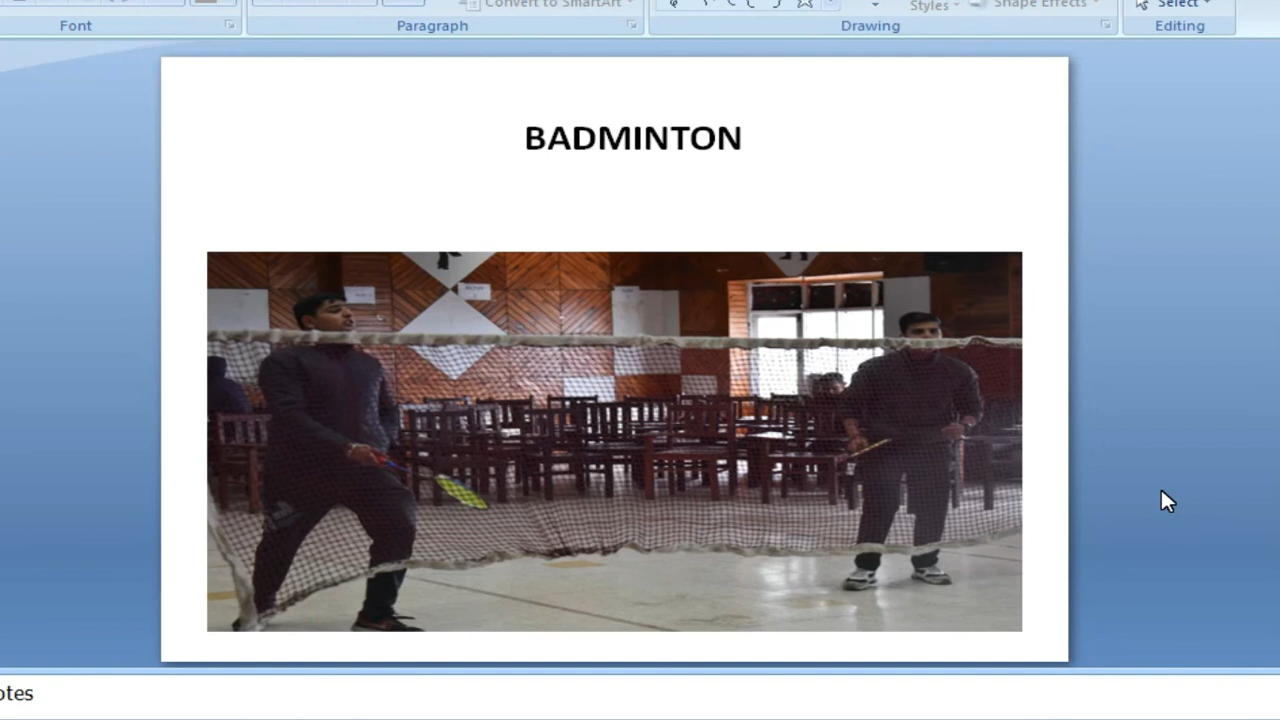 Convert to SmartArt
Styles
Shape Effects
Select
Font
Paragraph
Drawing
Editing
BADMINTON
otes